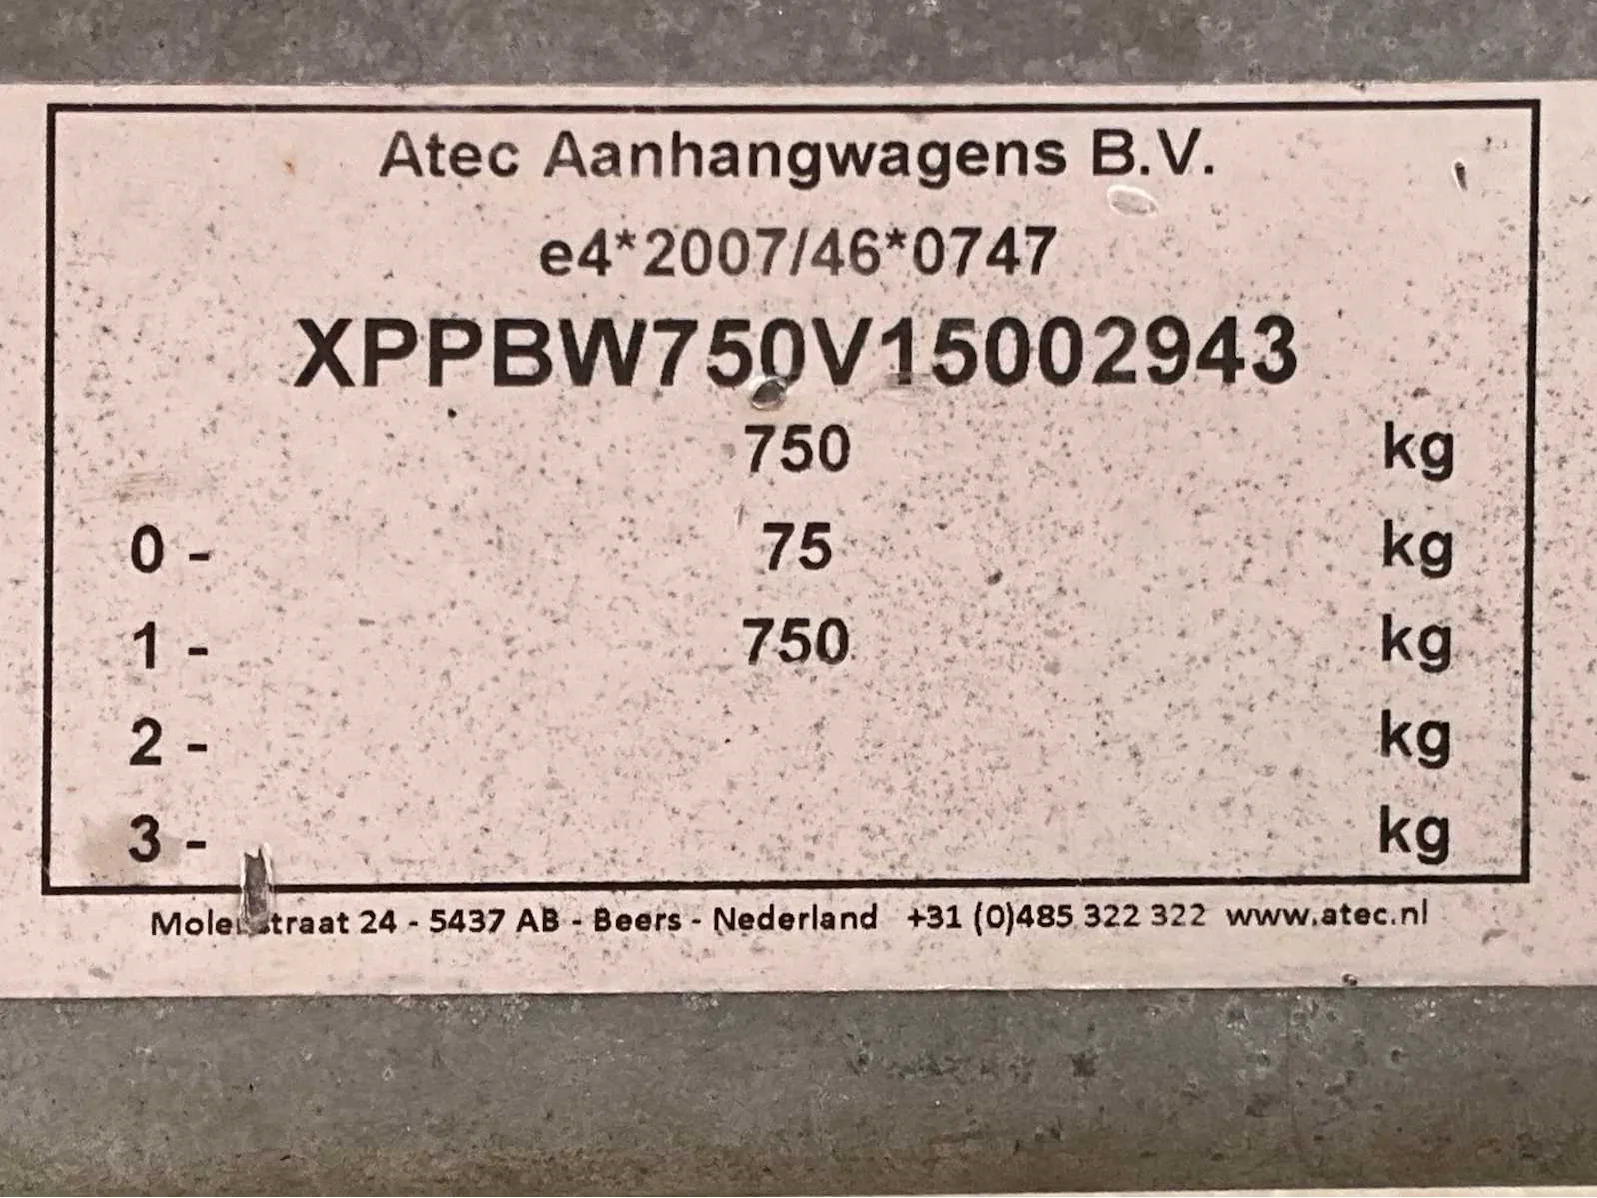 Atec Aanhangwagens B.V.
e4*2007/46*0747
XPPBW750V15002943
750 kg
0 - 75 kg
1 - 750 kg
2 - kg
3 - kg
24 - 5437 AB - Beers - Nederland +31 (0)485 322 322 www.atec.nl